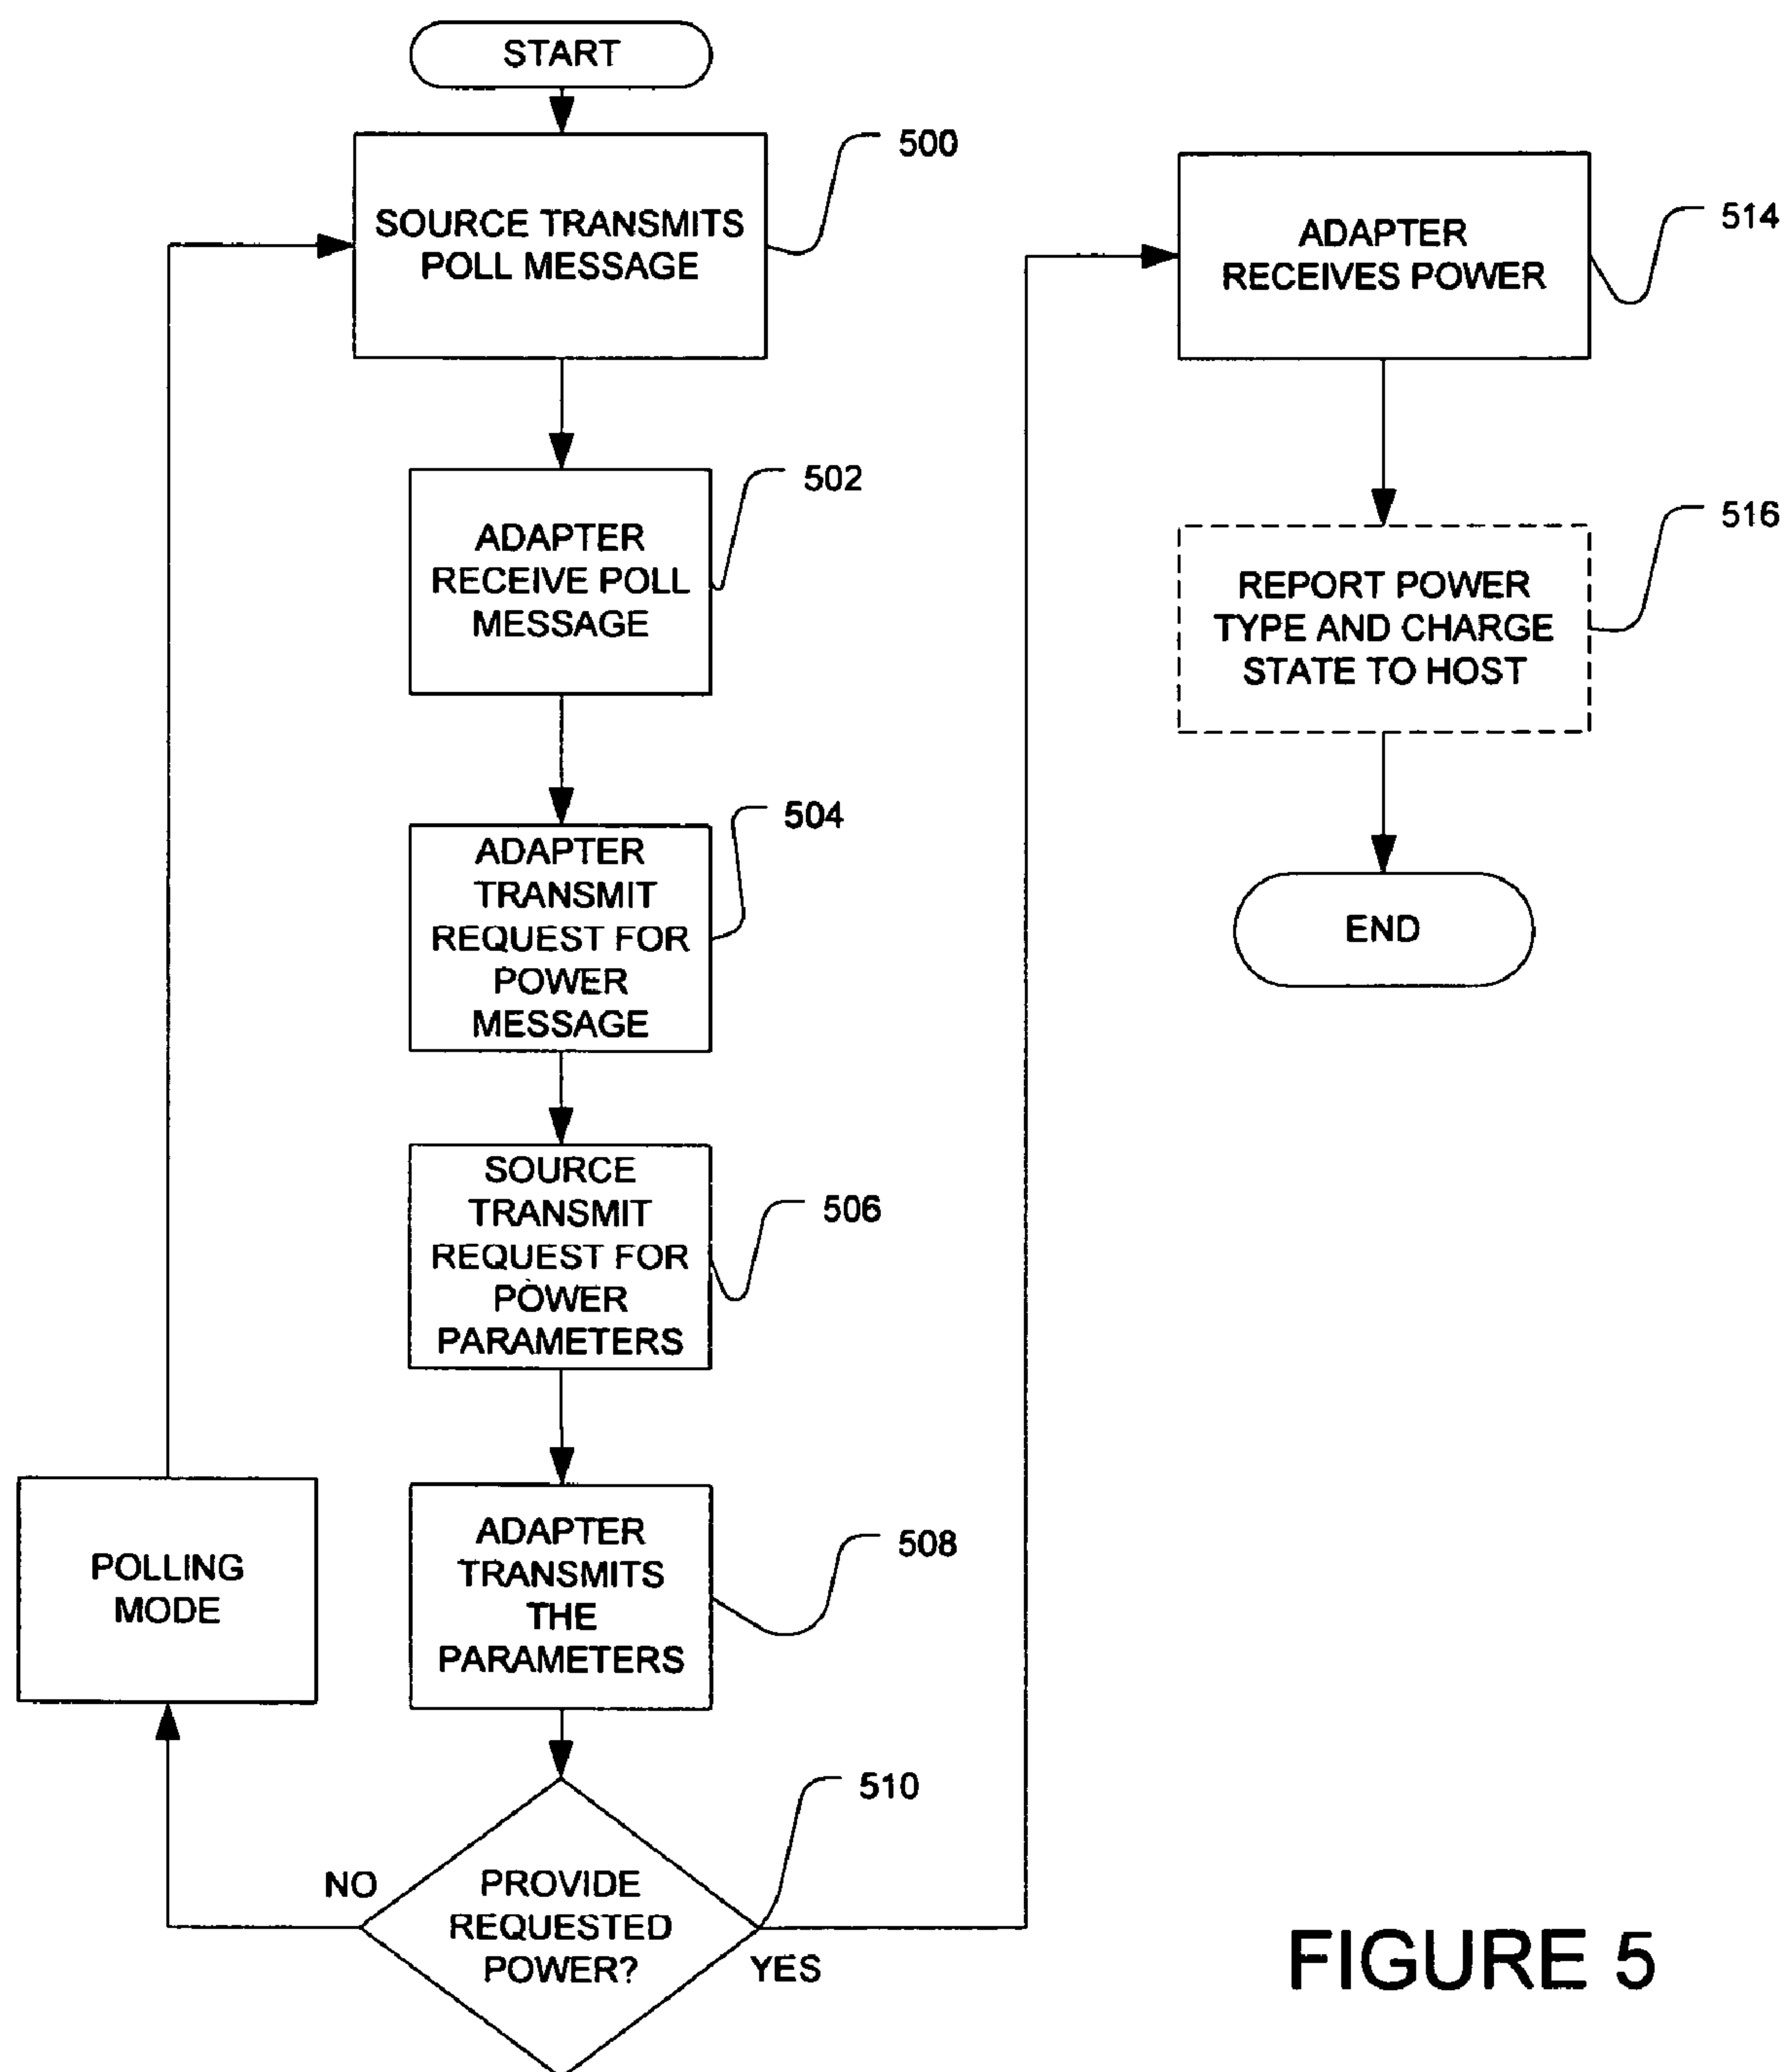 START
500
SOURCE TRANSMITS
POLL MESSAGE
502
ADAPTER
RECEIVE POLL
MESSAGE
504
ADAPTER
TRANSMIT
REQUEST FOR
POWER
MESSAGE
506
SOURCE
TRANSMIT
REQUEST FOR
POWER
PARAMETERS
508
ADAPTER
TRANSMITS
THE
PARAMETERS
POLLING
MODE
510
NO
PROVIDE
REQUESTED
POWER?
YES
514
ADAPTER
RECEIVES POWER
516
REPORT POWER
TYPE AND CHARGE
STATE TO HOST
END
FIGURE 5